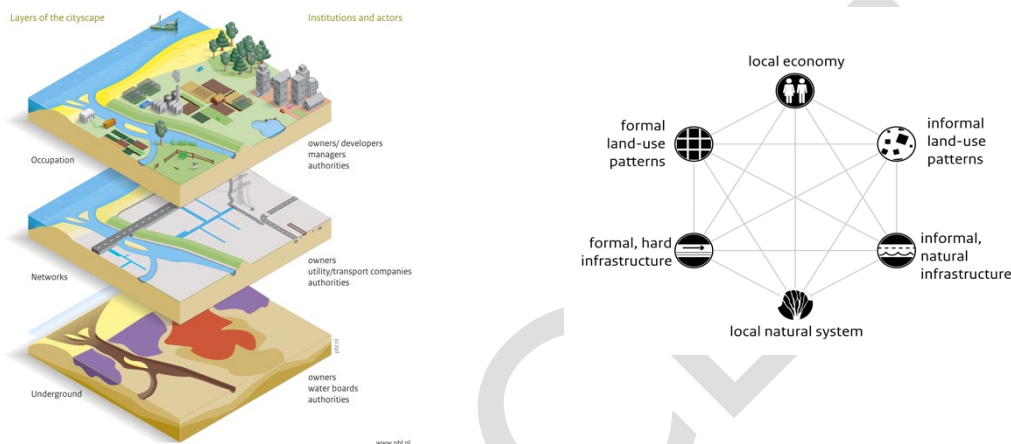 Layers of the cityscape
Institutions and actors
Occupation
owners/ developers
managers
authorities
Networks
owners
utility/transport companies
authorities
pbl.nl
Underground
owners
water boards
authorities
www.pbl.nl
local economy
formal
land-use
patterns
informal
land-use
patterns
formal, hard
infrastructure
informal,
natural
infrastructure
local natural system